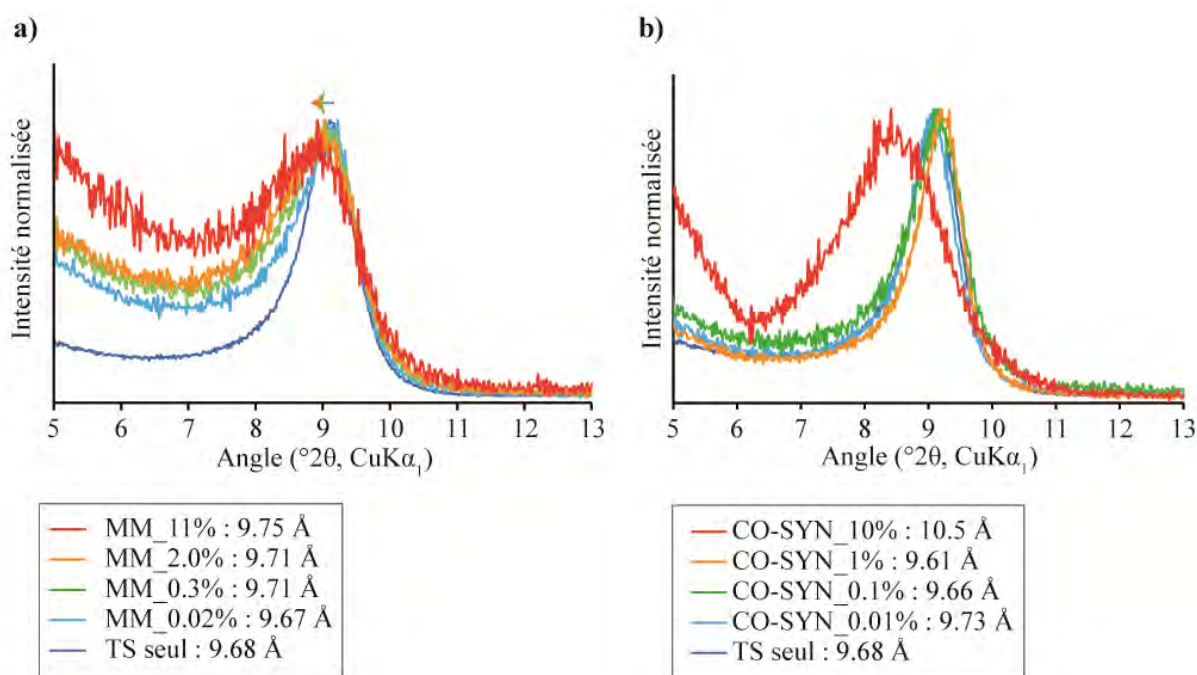 a)
Intensité normalisée
5 6 7 8 9 10 11 12 13
Angle (°2θ, CuKα₁)
MM_11% : 9.75 Å
MM_2.0% : 9.71 Å
MM_0.3% : 9.71 Å
MM_0.02% : 9.67 Å
TS seul : 9.68 Å
b)
Intensité normalisée
5 6 7 8 9 10 11 12 13
Angle (°2θ, CuKα₁)
CO-SYN_10% : 10.5 Å
CO-SYN_1% : 9.61 Å
CO-SYN_0.1% : 9.66 Å
CO-SYN_0.01% : 9.73 Å
TS seul : 9.68 Å